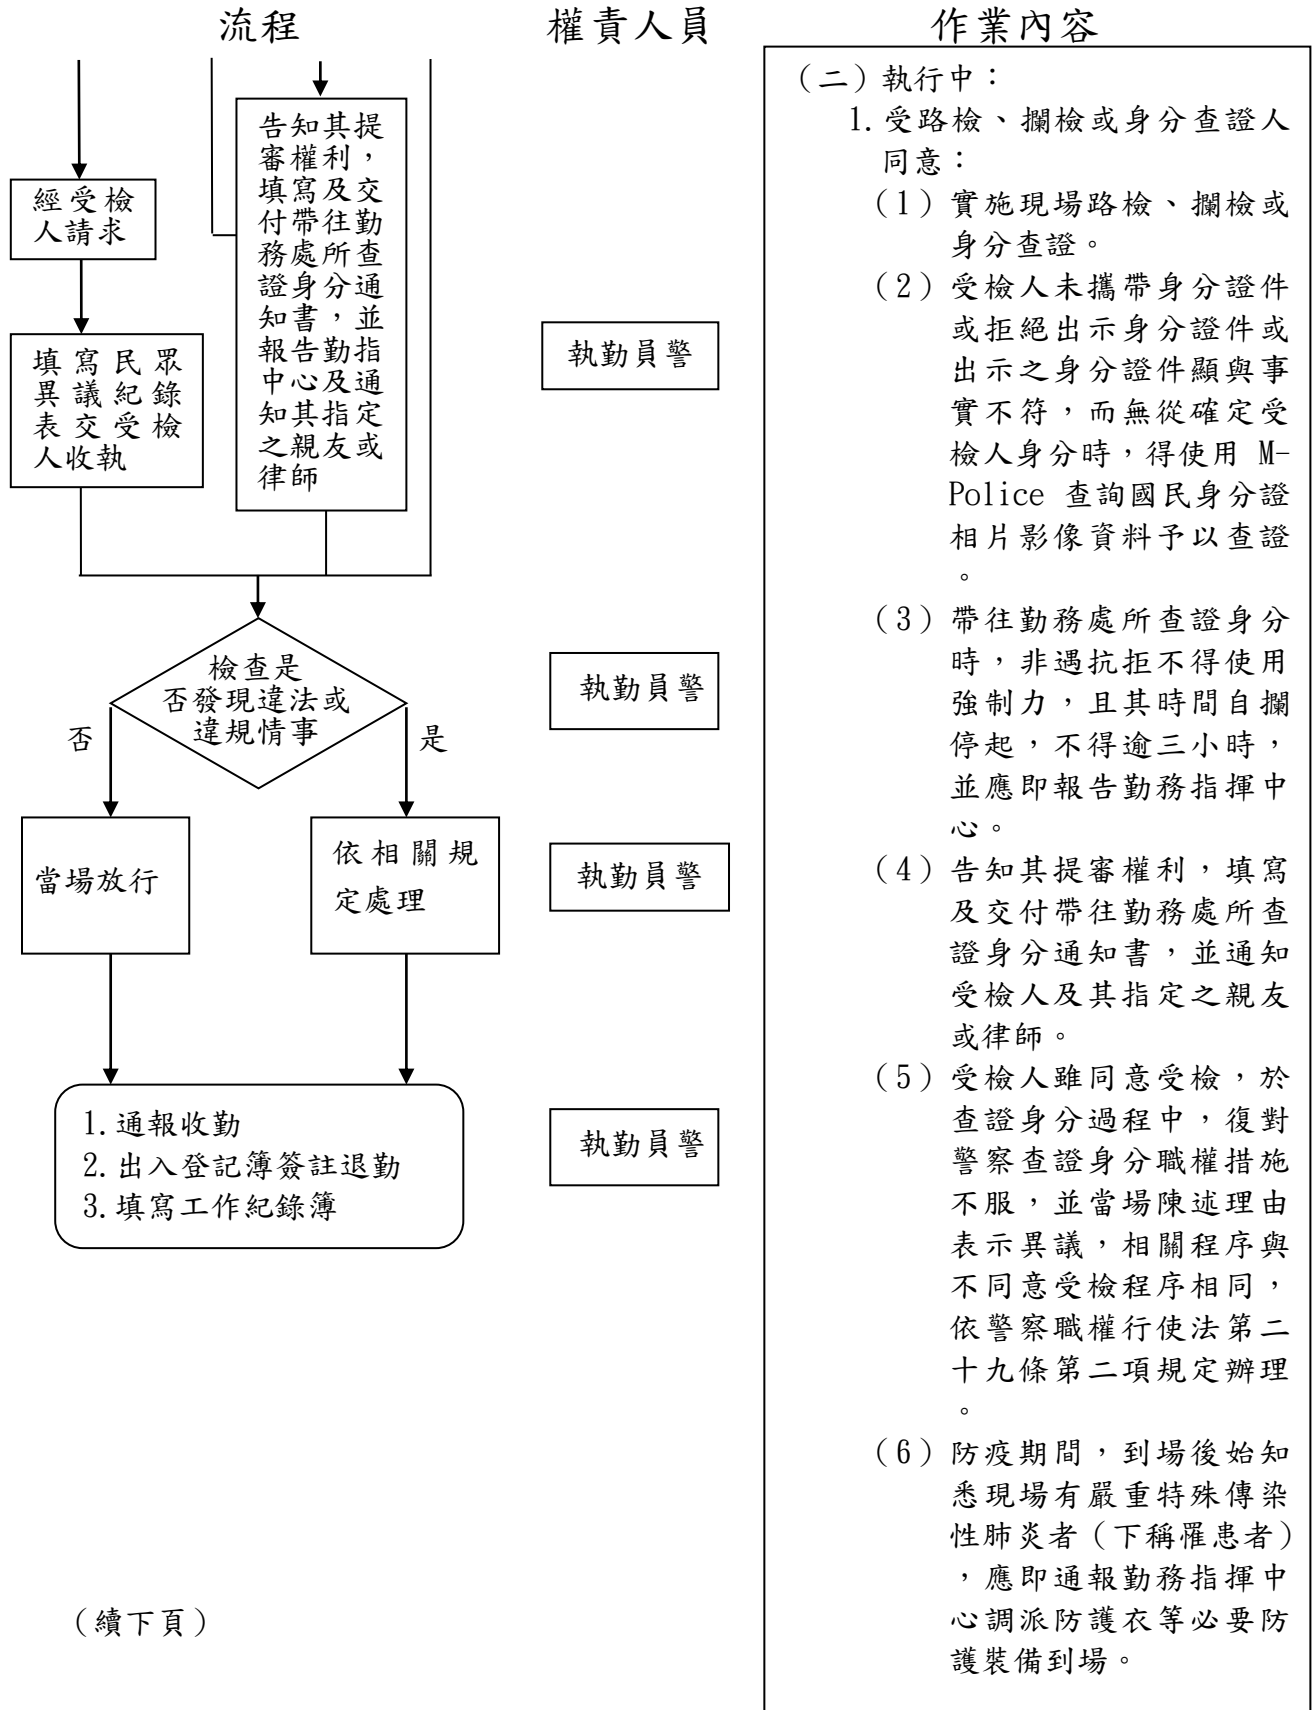 流程
權責人員
作業內容
經受檢
人請求
填寫民眾
異議紀錄
表交受檢
人收執
告知其提
審權利，
填寫及交
付帶往勤
務處所查
證身分通
知書，並
報告勤指
中心及通
知其指定
之親友或
律師
執勤員警
檢查是
否發現違法或
違規情事
否
是
執勤員警
當場放行
依相關規
定處理
執勤員警
1.通報收勤
2.出入登記簿簽註退勤
3.填寫工作紀錄簿
執勤員警
（續下頁）
（二）執行中：
1.受路檢、攔檢或身分查證人
同意：
（1）實施現場路檢、攔檢或
身分查證。
（2）受檢人未攜帶身分證件
或拒絕出示身分證件或
出示之身分證件顯與事
實不符，而無從確定受
檢人身分時，得使用 M-
Police 查詢國民身分證
相片影像資料予以查證
。
（3）帶往勤務處所查證身分
時，非遇抗拒不得使用
強制力，且其時間自攔
停起，不得逾三小時，
並應即報告勤務指揮中
心。
（4）告知其提審權利，填寫
及交付帶往勤務處所查
證身分通知書，並通知
受檢人及其指定之親友
或律師。
（5）受檢人雖同意受檢，於
查證身分過程中，復對
警察查證身分職權措施
不服，並當場陳述理由
表示異議，相關程序與
不同意受檢程序相同，
依警察職權行使法第二
十九條第二項規定辦理
。
（6）防疫期間，到場後始知
悉現場有嚴重特殊傳染
性肺炎者（下稱罹患者）
，應即通報勤務指揮中
心調派防護衣等必要防
護裝備到場。